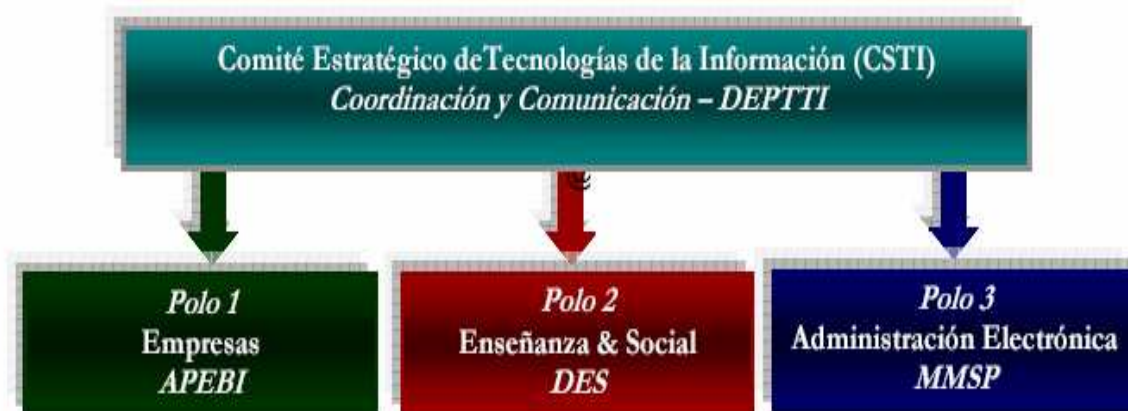 Comité Estratégico deTecnologías de la Información (CSTI)
Coordinación y Comunicación – DEPTTI
@
Polo 1
Empresas
APEBI
Polo 2
Enseñanza & Social
DES
Polo 3
Administración Electrónica
MMSP